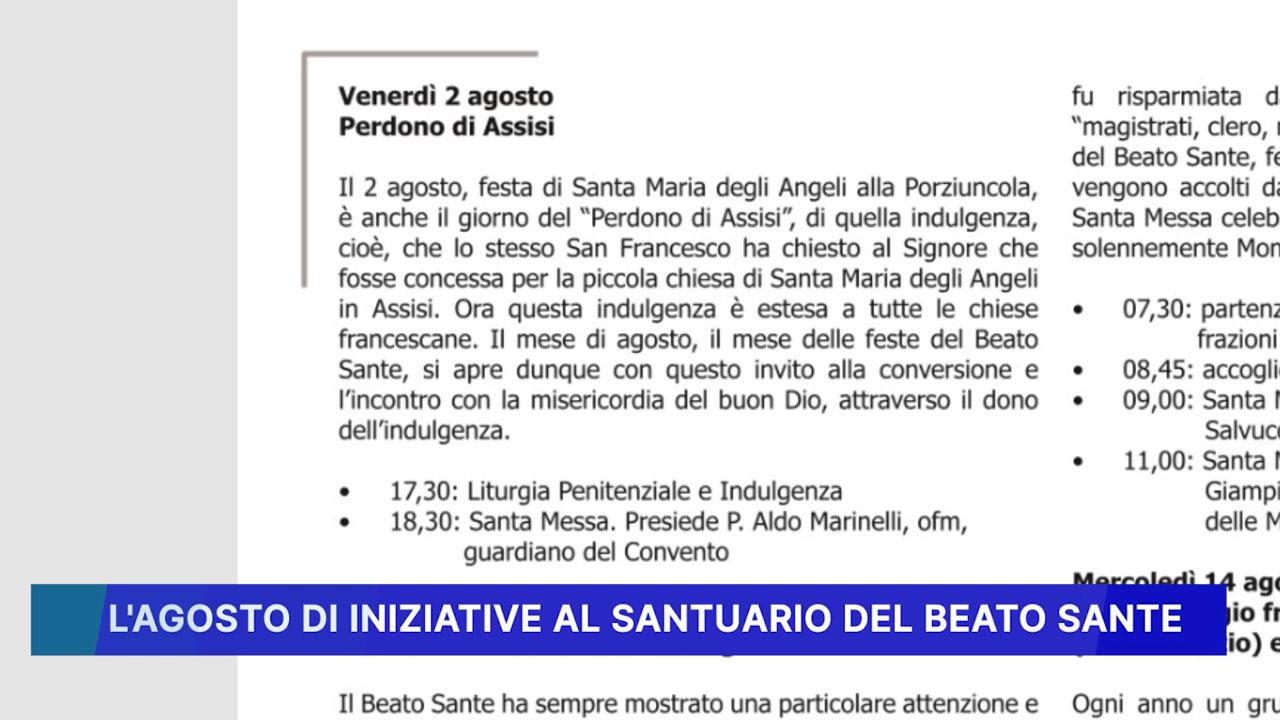 Venerdì 2 agosto
Perdono di Assisi
Il 2 agosto, festa di Santa Maria degli Angeli alla Porziuncola,
è anche il giorno del “Perdono di Assisi”, di quella indulgenza,
cioè, che lo stesso San Francesco ha chiesto al Signore che
fosse concessa per la piccola chiesa di Santa Maria degli Angeli
in Assisi. Ora questa indulgenza è estesa a tutte le chiese
francescane. Il mese di agosto, il mese delle feste del Beato
Sante, si apre dunque con questo invito alla conversione e
l’incontro con la misericordia del buon Dio, attraverso il dono
dell’indulgenza.
• 17,30: Liturgia Penitenziale e Indulgenza
• 18,30: Santa Messa. Presiede P. Aldo Marinelli, ofm,
guardiano del Convento
Il Beato Sante ha sempre mostrato una particolare attenzione e
fu risparmiata
“magistrati, clero,
del Beato Sante,
vengono accolti
Santa Messa
solennemente
• 07,30:
frazioni
• 08,45:
• 09,00: Santa
• 11,00: Santa
delle
Mercoledì 14
Ogni anno un
L'AGOSTO DI INIZIATIVE AL SANTUARIO DEL BEATO SANTE